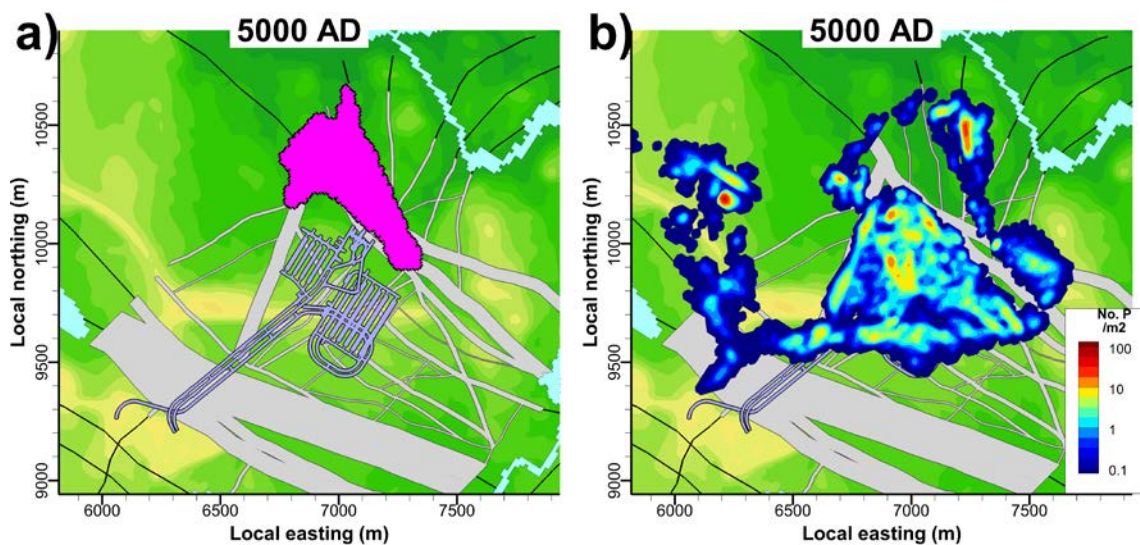 a)
5000 AD
Local northing (m)
10500
10000
9500
9000
6000
6500
7000
7500
Local easting (m)
b)
5000 AD
Local northing (m)
10500
10000
9500
9000
6000
6500
7000
7500
Local easting (m)
No. P
/m2
100
10
1
0.1